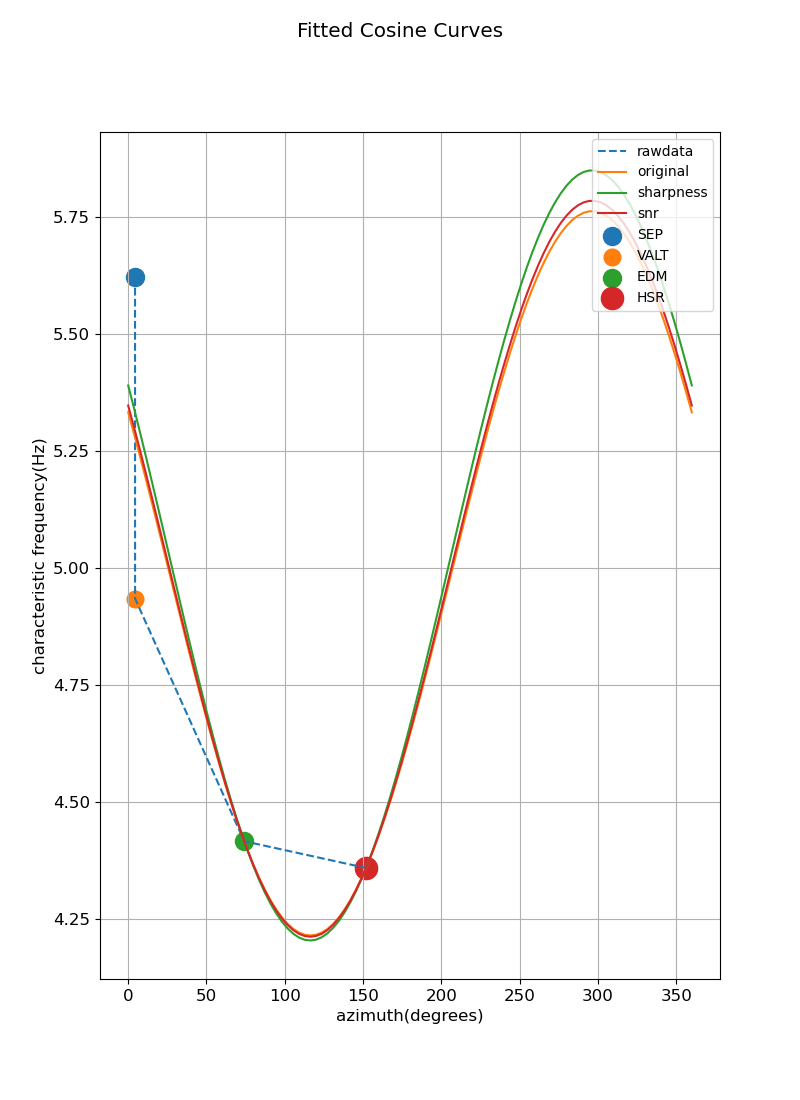 Fitted Cosine Curves
rawdata
original
sharpness
snr
SEP
VALT
EDM
HSR
5.75
5.50
5.25
5.00
4.75
4.50
4.25
characteristic frequency(Hz)
0 50 100 150 200 250 300 350
azimuth(degrees)